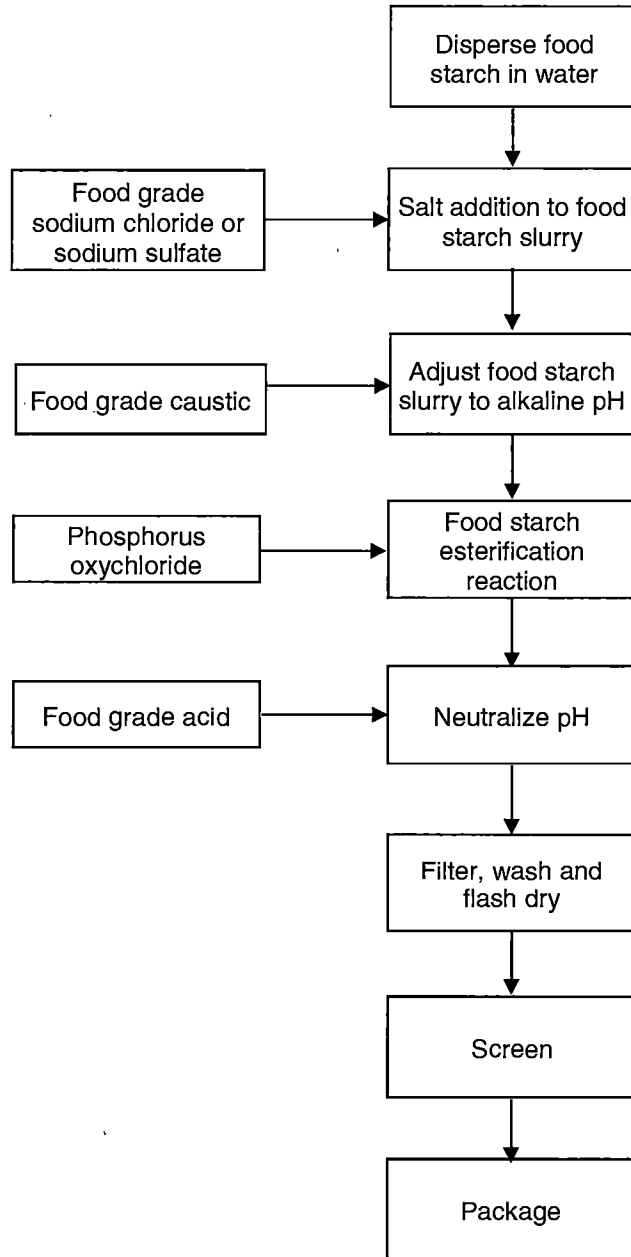 Disperse food
starch in water
Food grade
sodium chloride or
sodium sulfate
Salt addition to food
starch slurry
Food grade caustic
Adjust food starch
slurry to alkaline pH
Phosphorus
oxychloride
Food starch
esterification
reaction
Food grade acid
Neutralize pH
Filter, wash and
flash dry
Screen
Package